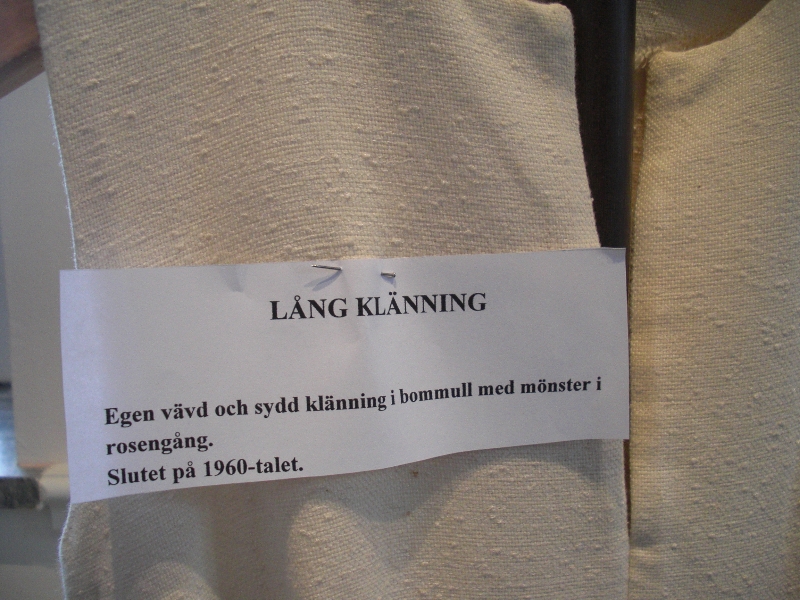 LÅNG KLÄNNING
Egen vävd och sydd klänning i bommull med mönster i
rosengång.
Slutet på 1960-talet.